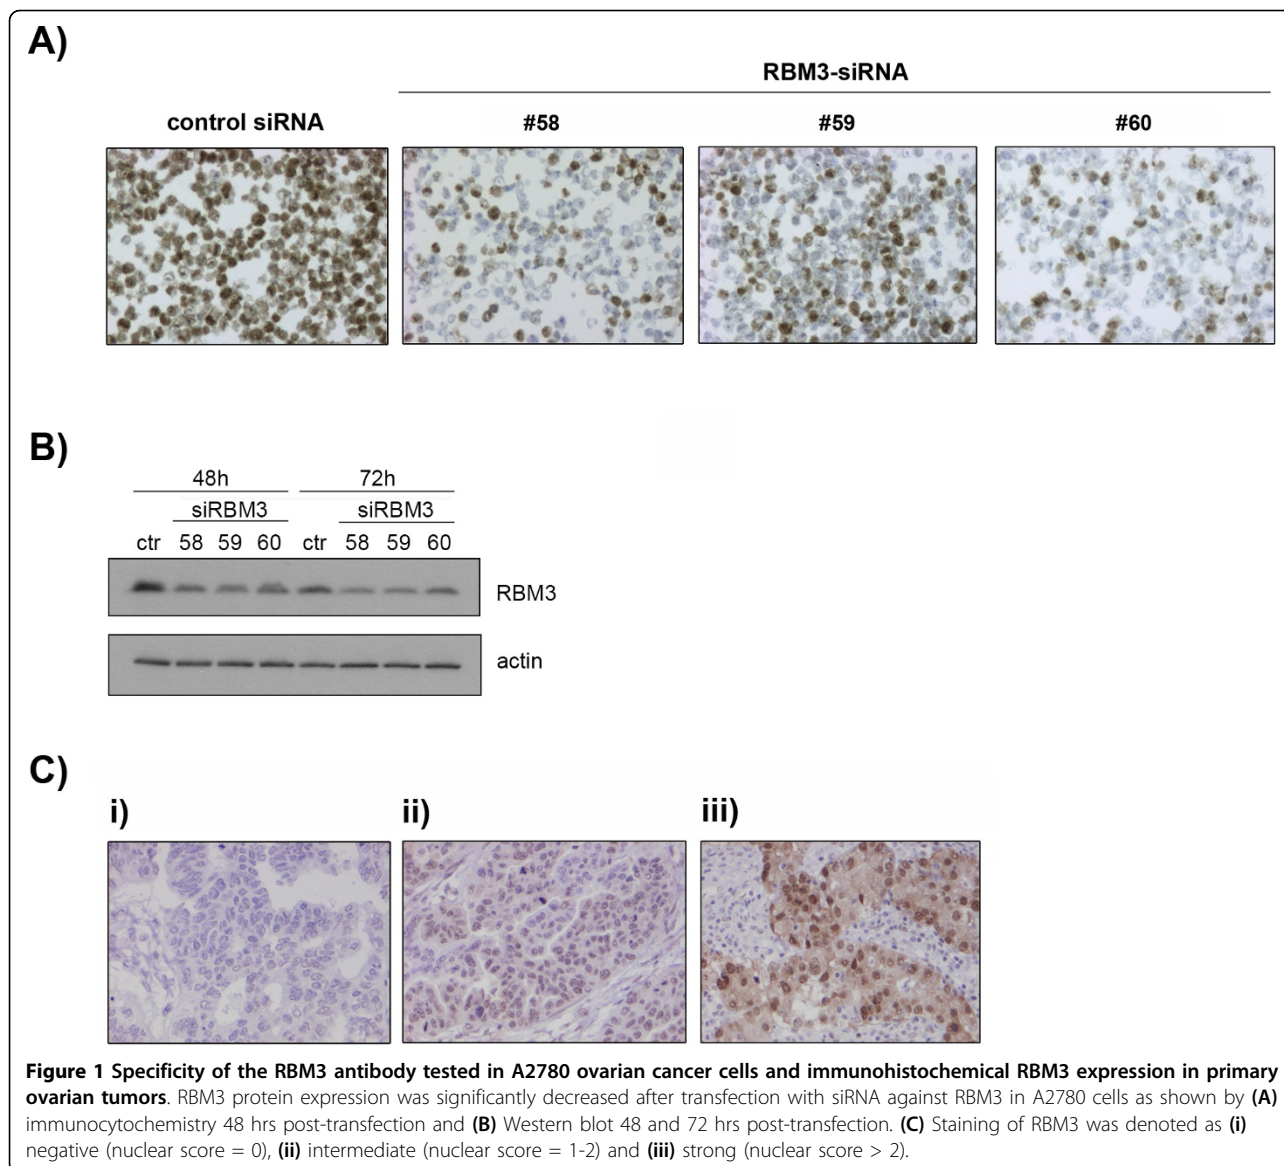 A)
RBM3-siRNA
control siRNA #58 #59 #60
B)
48h 72h
siRBM3 siRBM3
ctr 58 59 60 ctr 58 59 60
RBM3
actin
C)
i) ii) iii)
Figure 1 Specificity of the RBM3 antibody tested in A2780 ovarian cancer cells and immunohistochemical RBM3 expression in primary
ovarian tumors. RBM3 protein expression was significantly decreased after transfection with siRNA against RBM3 in A2780 cells as shown by (A)
immunocytochemistry 48 hrs post-transfection and (B) Western blot 48 and 72 hrs post-transfection. (C) Staining of RBM3 was denoted as (i)
negative (nuclear score = 0), (ii) intermediate (nuclear score = 1-2) and (iii) strong (nuclear score > 2).